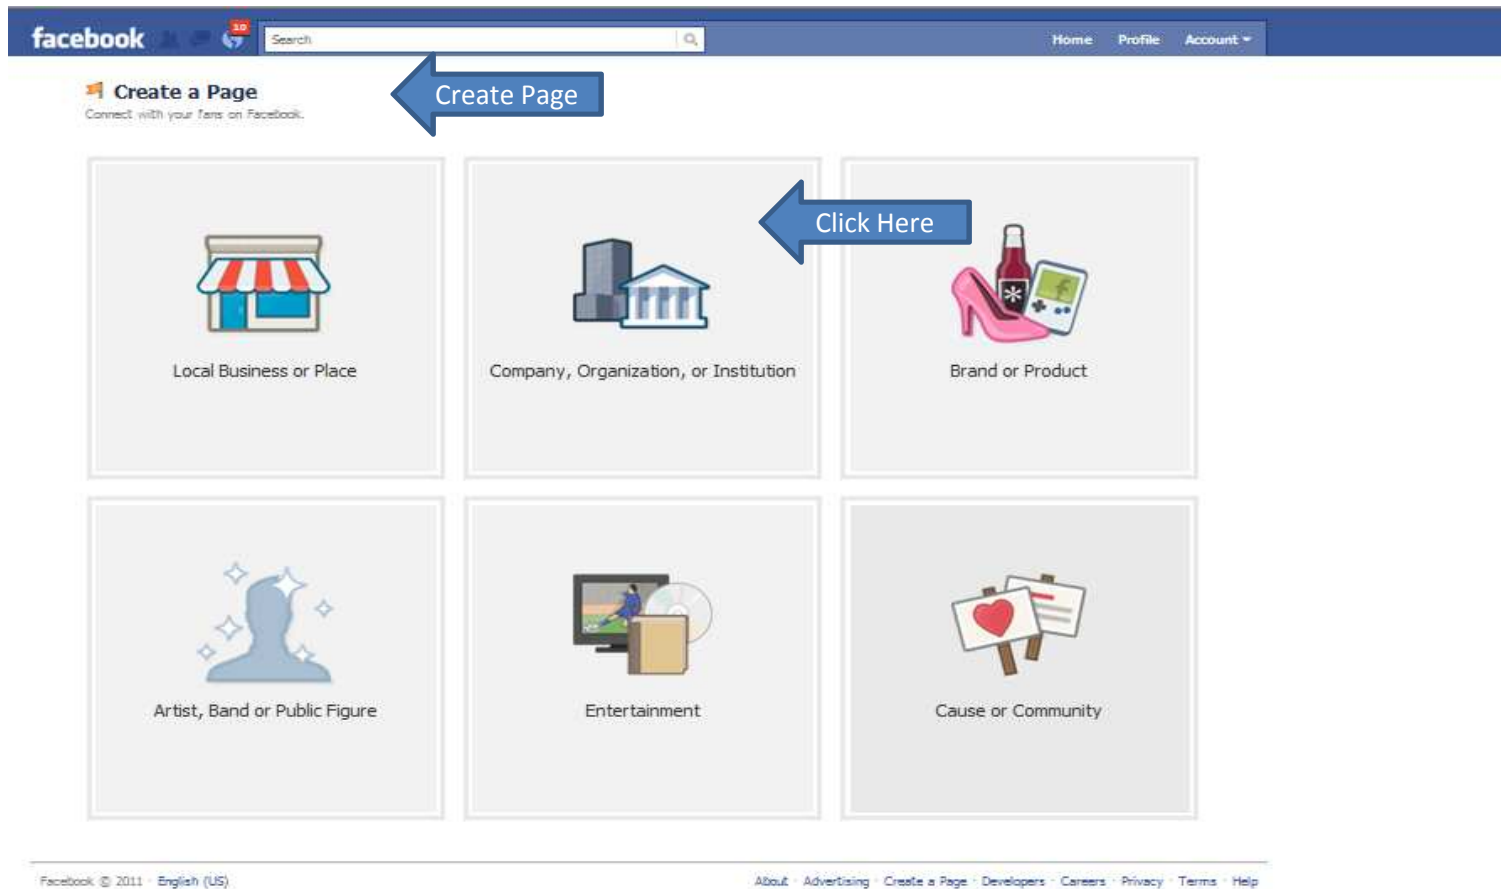 facebook 10 Search Home Profile Account
Create a Page
Connect with your fans on Facebook.
Create Page
Click Here
Local Business or Place
Company, Organization, or Institution
Brand or Product
Artist, Band or Public Figure
Entertainment
Cause or Community
Facebook © 2011 · English (US)
About · Advertising · Create a Page · Developers · Careers · Privacy · Terms · Help